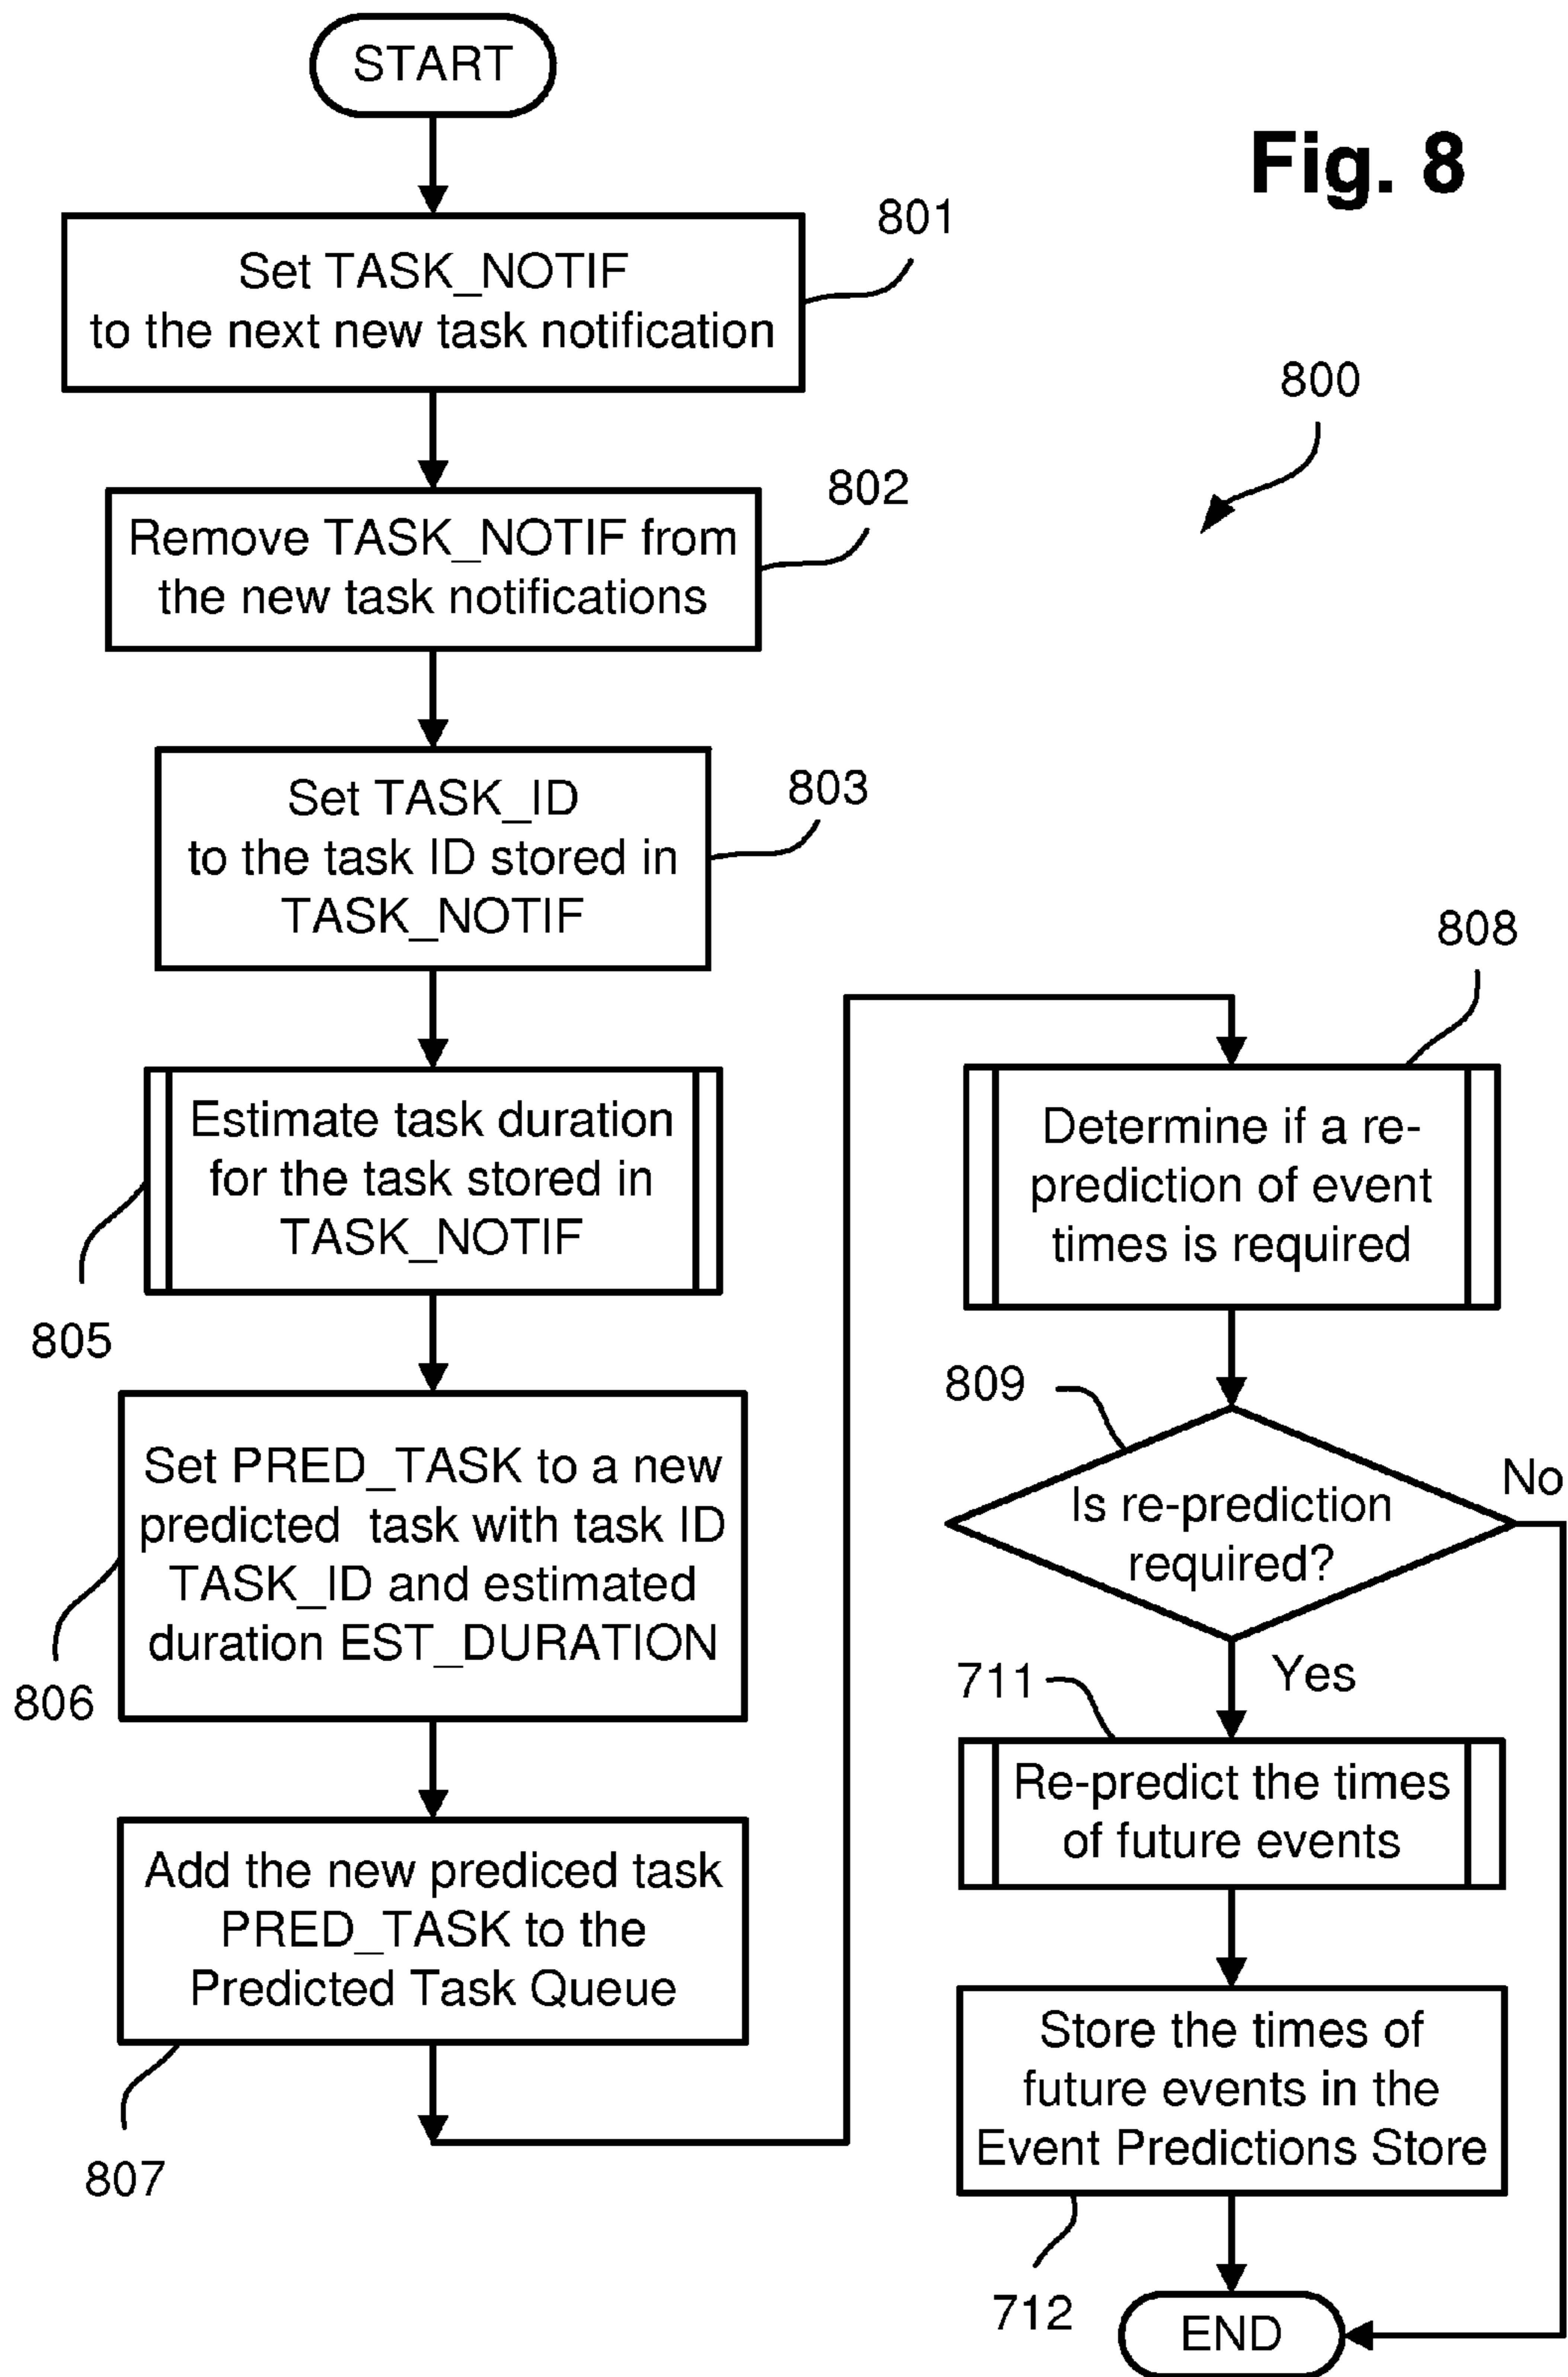 START
Fig. 8
801
Set TASK_NOTIF
to the next new task notification
800
802
Remove TASK_NOTIF from
the new task notifications
803
Set TASK_ID
to the task ID stored in
TASK_NOTIF
805
Estimate task duration
for the task stored in
TASK_NOTIF
806
Set PRED_TASK to a new
predicted task with task ID
TASK_ID and estimated
duration EST_DURATION
807
Add the new prediced task
PRED_TASK to the
Predicted Task Queue
808
Determine if a re-
prediction of event
times is required
809
Is re-prediction
required?
No
Yes
711
Re-predict the times
of future events
Store the times of
future events in the
Event Predictions Store
712
END